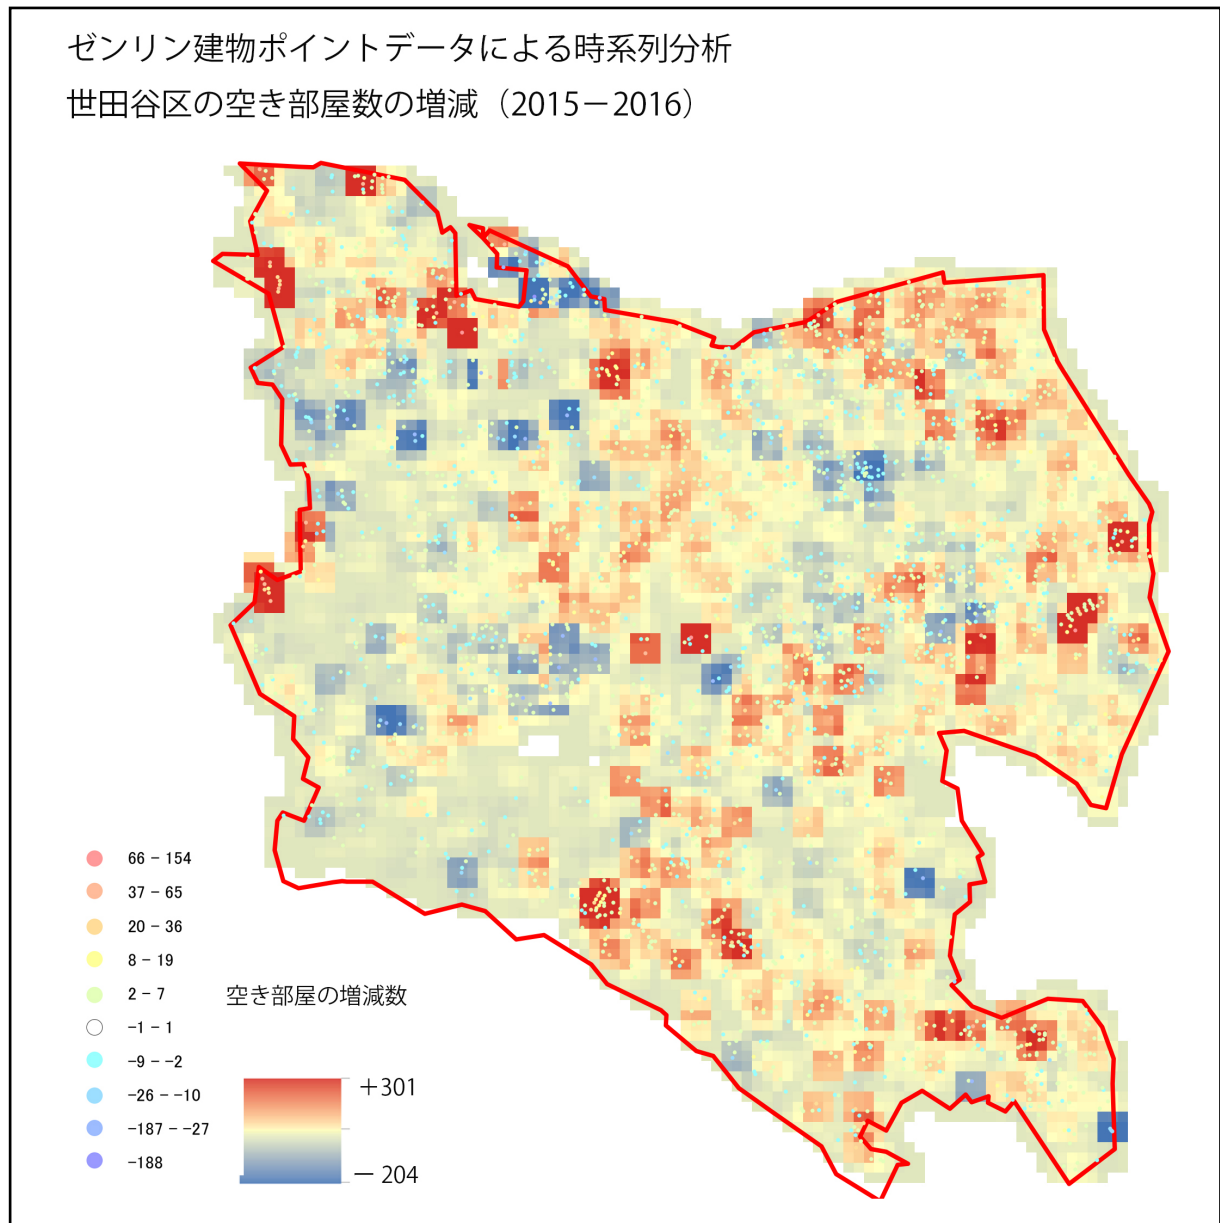 ゼンリン建物ポイントデータによる時系列分析
世田谷区の空き部屋数の増減（2015－2016）
66 - 154
37 - 65
20 - 36
8 - 19
2 - 7
-1 - 1
-9 - -2
-26 - -10
-187 - -27
-188
空き部屋の増減数
＋301
－204